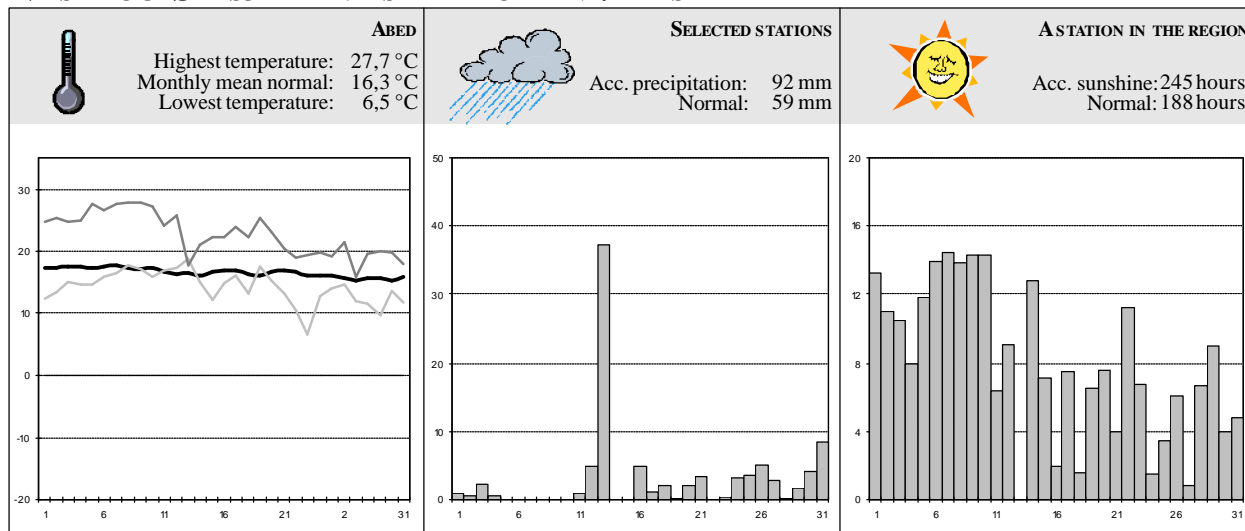 ABED
Highest temperature: 27,7 °C
Monthly mean normal: 16,3 °C
Lowest temperature: 6,5 °C
SELECTED STATIONS
Acc. precipitation: 92 mm
Normal: 59 mm
A STATION IN THE REGION
Acc. sunshine: 245 hours
Normal: 188 hours
30
20
10
0
-10
-20
1 6 11 16 21 2 31
50
40
30
20
10
0
1 6 11 16 21 26 31
20
16
12
8
4
0
1 6 11 16 21 26 31